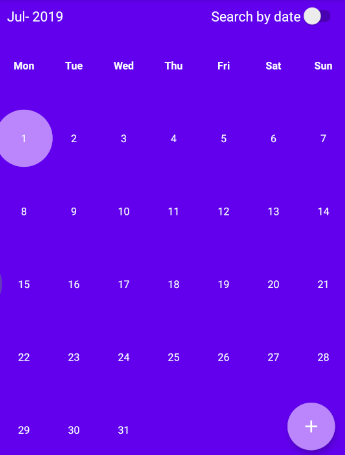 Jul- 2019 Search by date
Mon Tue Wed Thu Fri Sat Sun
1 2 3 4 5 6 7
8 9 10 11 12 13 14
15 16 17 18 19 20 21
22 23 24 25 26 27 28
29 30 31
+